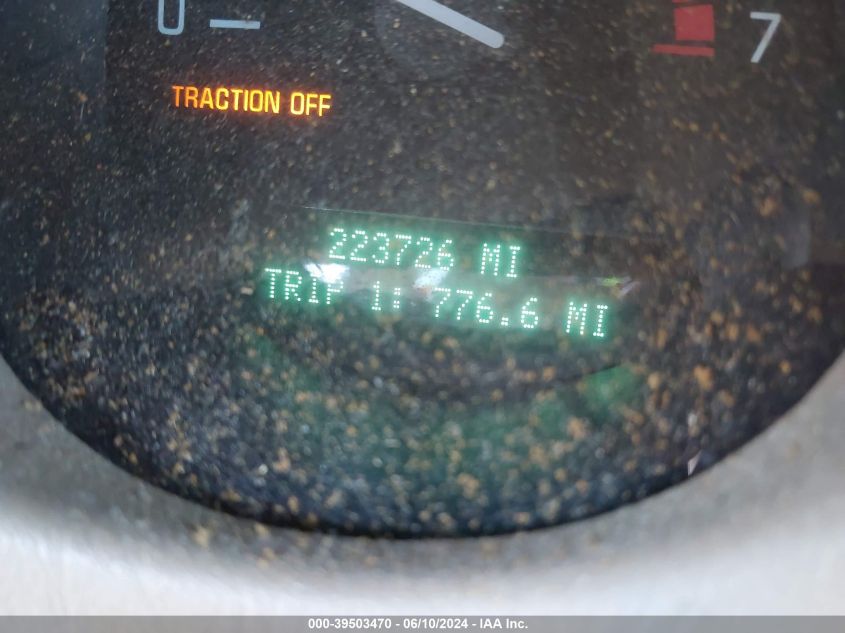 0 7
TRACTION OFF
223726 MI
TRIP 1: 776.6 MI
000-39503470 - 06/10/2024 - IAA Inc.